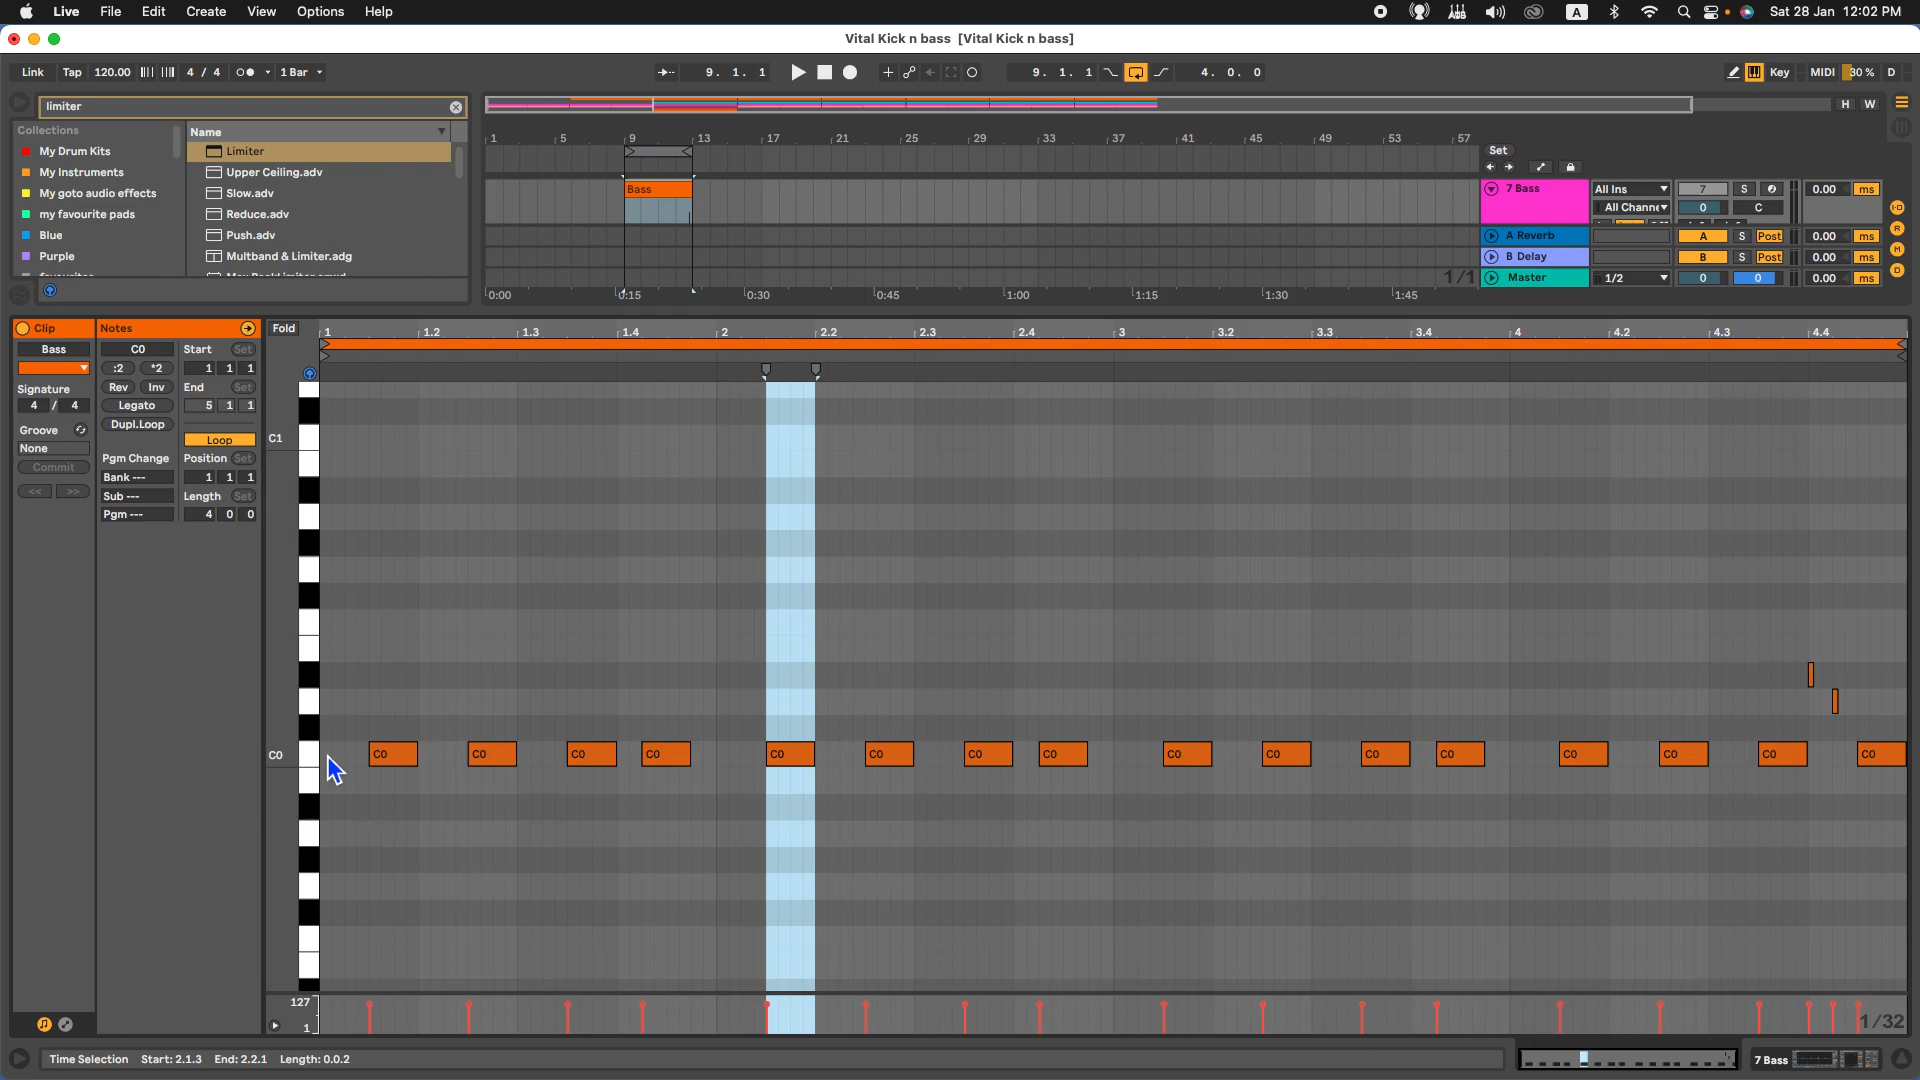 Live File Edit Create View Options Help A Sat 28 Jan 12:02 PM
Vital Kick n bass [Vital Kick n bass]
Link Tap 120.00 4 / 4 1 Bar 9. 1. 1 9. 1. 1 4. 0. 0 Key MIDI 30 % D
limiter H W
Collections Name
My Drum Kits Limiter
My Instruments Upper Ceiling.adv
My goto audio effects Slow.adv
my favourite pads Reduce.adv
Blue Push.adv
Purple Multband & Limiter.adg
1 5 9 13 17 21 25 29 33 37 41 45 49 53 57
Set
Bass
7 Bass All Ins 7 S 0.00 ms
All Channe 0 C
A Reverb A S Post 0.00 ms
B Delay B S Post 0.00 ms
1/1 Master 1/2 0 0 0.00 ms
0:00 0:15 0:30 0:45 1:00 1:15 1:30 1:45
Clip Notes Fold 1 1.2 1.3 1.4 2 2.2 2.3 2.4 3 3.2 3.3 3.4 4 4.2 4.3 4.4
Bass C0 Start Set
:2 *2 1 1 1
Signature Rev Inv End Set
4 / 4 Legato 5 1 1
Groove Dupl.Loop
None Loop
Commit Pgm Change Position Set
Bank --- 1 1 1
<< >> Sub --- Length Set
Pgm --- 4 0 0
C1
C0 C0 C0 C0 C0 C0 C0 C0 C0 C0 C0 C0 C0 C0 C0 C0 C0
127
1 1/32
Time Selection Start: 2.1.3 End: 2.2.1 Length: 0.0.2 7 Bass